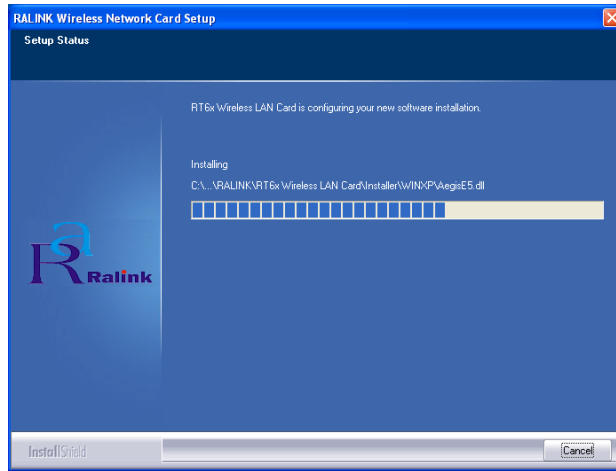 RALINK Wireless Network Card Setup
Setup Status
RT6x Wireless LAN Card is configuring your new software installation.
Installing
C:\...\RALINK\RT6x Wireless LAN Card\Installer\WINXP\AegisE5.dll
Ralink
InstallShield
Cancel